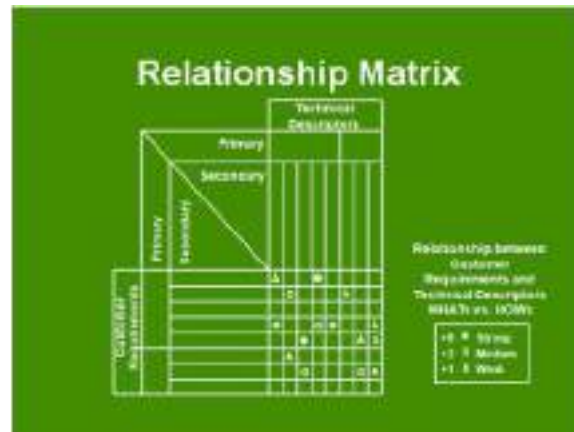 Relationship Matrix
Technical
Descriptors
Primary
Secondary
Primary
Secondary
Customer
Requirements
Relationship between
Customer
Requirements and
Technical Descriptors
WHATs vs. HOWs
+9 Strong
+3 Medium
+1 Weak